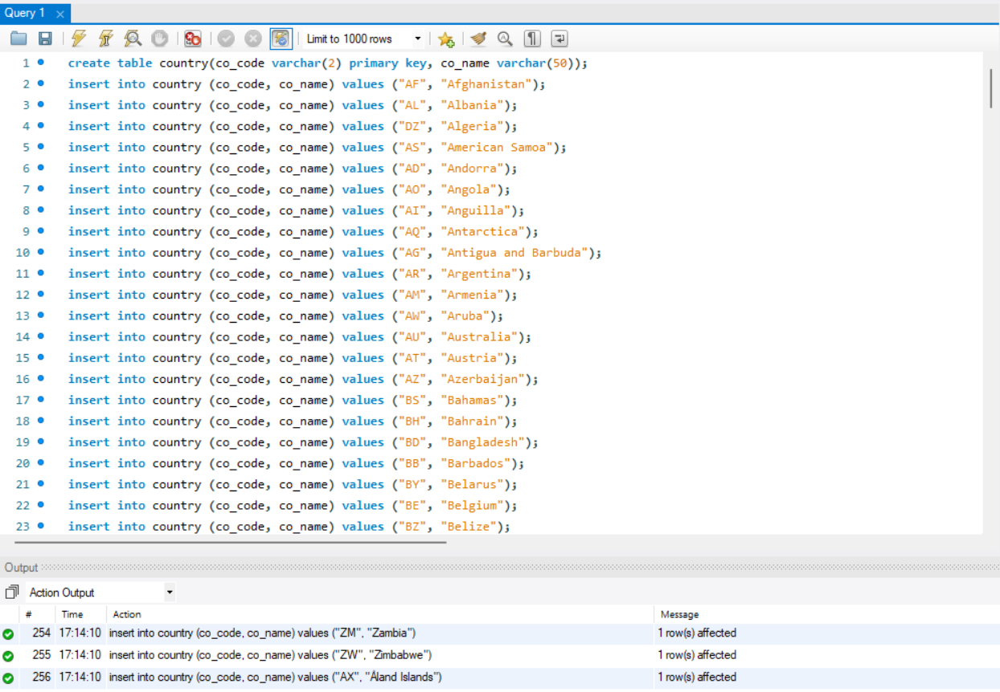 Query 1
Limit to 1000 rows
1 create table country(co_code varchar(2) primary key, co_name varchar(50));
2 insert into country (co_code, co_name) values ("AF", "Afghanistan");
3 insert into country (co_code, co_name) values ("AL", "Albania");
4 insert into country (co_code, co_name) values ("DZ", "Algeria");
5 insert into country (co_code, co_name) values ("AS", "American Samoa");
6 insert into country (co_code, co_name) values ("AD", "Andorra");
7 insert into country (co_code, co_name) values ("AO", "Angola");
8 insert into country (co_code, co_name) values ("AI", "Anguilla");
9 insert into country (co_code, co_name) values ("AQ", "Antarctica");
10 insert into country (co_code, co_name) values ("AG", "Antigua and Barbuda");
11 insert into country (co_code, co_name) values ("AR", "Argentina");
12 insert into country (co_code, co_name) values ("AM", "Armenia");
13 insert into country (co_code, co_name) values ("AW", "Aruba");
14 insert into country (co_code, co_name) values ("AU", "Australia");
15 insert into country (co_code, co_name) values ("AT", "Austria");
16 insert into country (co_code, co_name) values ("AZ", "Azerbaijan");
17 insert into country (co_code, co_name) values ("BS", "Bahamas");
18 insert into country (co_code, co_name) values ("BH", "Bahrain");
19 insert into country (co_code, co_name) values ("BD", "Bangladesh");
20 insert into country (co_code, co_name) values ("BB", "Barbados");
21 insert into country (co_code, co_name) values ("BY", "Belarus");
22 insert into country (co_code, co_name) values ("BE", "Belgium");
23 insert into country (co_code, co_name) values ("BZ", "Belize");
Output
Action Output
# Time Action Message
254 17:14:10 insert into country (co_code, co_name) values ("ZM", "Zambia") 1 row(s) affected
255 17:14:10 insert into country (co_code, co_name) values ("ZW", "Zimbabwe") 1 row(s) affected
256 17:14:10 insert into country (co_code, co_name) values ("AX", "Åland Islands") 1 row(s) affected